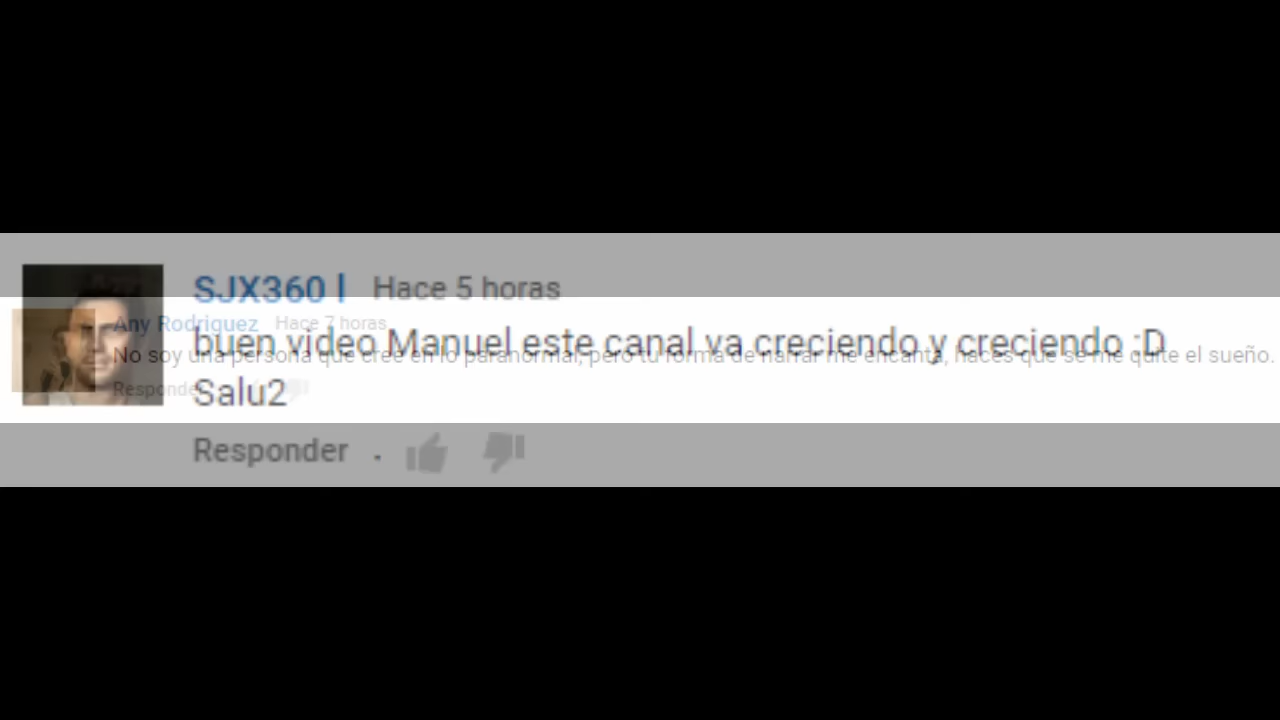 SJX360 l Hace 5 horas
buen video Manuel este canal va creciendo y creciendo :D
Salu2
Responder .
Any Rodriguez Hace 7 horas
No soy una persona que cree en lo paranormal, pero tu forma de narrar me encanta, haces que se me quite el sueño.
Responder